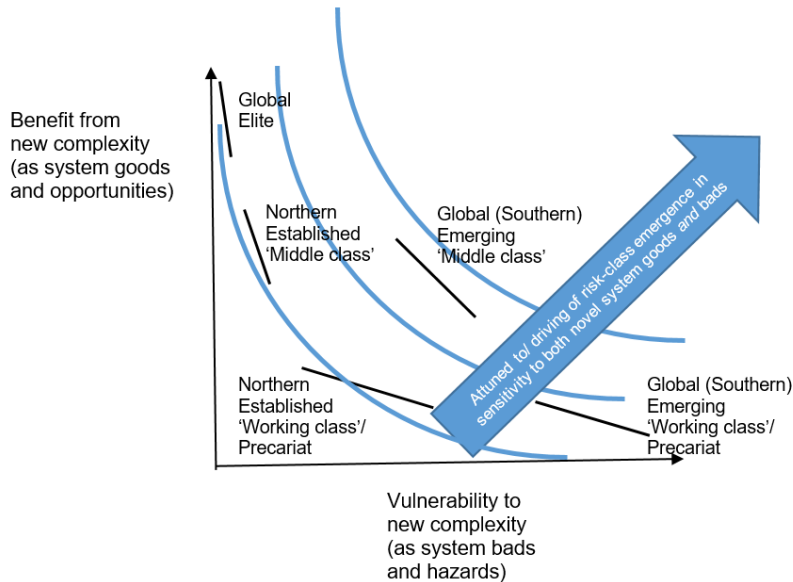 Benefit from
new complexity
(as system goods
and opportunities)
Global
Elite
Northern
Established
‘Middle class’
Global (Southern)
Emerging
‘Middle class’
Attuned to/ driving of risk-class emergence in
sensitivity to both novel system goods and bads
Northern
Established
‘Working class’/
Precariat
Global (Southern)
Emerging
‘Working class’/
Precariat
Vulnerability to
new complexity
(as system bads
and hazards)